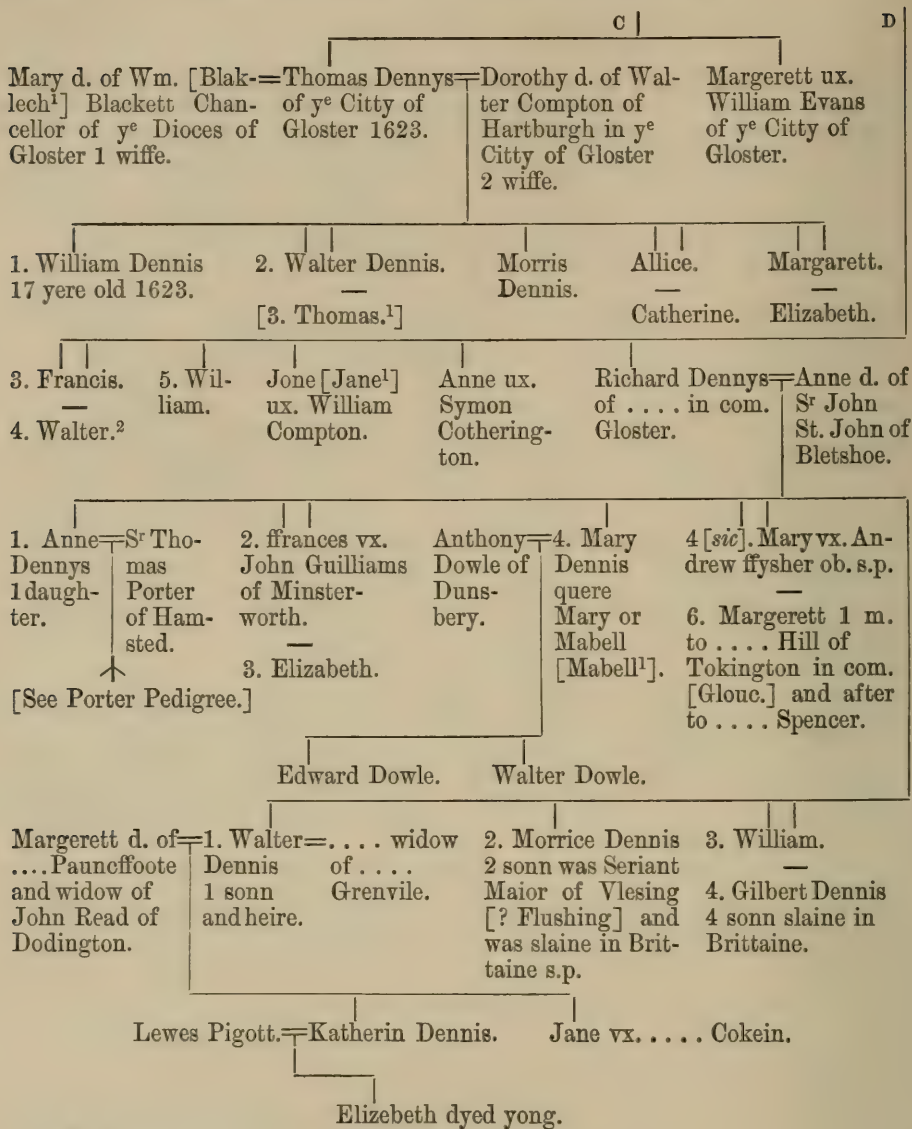 C D
Mary d. of Wm. [Blak-=Thomas Dennys=Dorothy d. of Wal- Margerett ux.
lech¹] Blackett Chan- of yᵉ Citty of ter Compton of William Evans
cellor of yᵉ Dioces of Gloster 1623. Hartburgh in yᵉ of yᵉ Citty of
Gloster 1 wiffe. Citty of Gloster Gloster.
2 wiffe.
1. William Dennis 2. Walter Dennis. Morris Allice. Margarett.
17 yere old 1623. — Dennis. — —
[3. Thomas.¹] Catherine. Elizabeth.
3. Francis. 5. Wil- Jone [Jane¹] Anne ux. Richard Dennys=Anne d. of
— liam. ux. William Symon of . . . . in com. Sʳ John
4. Walter.² Compton. Cothering- Gloster. St. John of
ton. Bletshoe.
1. Anne=Sʳ Tho- 2. ffrances vx. Anthony=4. Mary 4 [sic]. Mary vx. An-
Dennys mas John Guilliams Dowle of Dennis drew ffysher ob. s.p.
1 daugh- Porter of Minster- Duns- quere —
ter. of Ham- worth. bery. Mary or 6. Margerett 1 m.
sted. — Mabell to . . . . Hill of
3. Elizabeth. [Mabell¹]. Tokington in com.
[See Porter Pedigree.] [Glouc.] and after
to . . . . Spencer.
Edward Dowle. Walter Dowle.
Margerett d. of=1. Walter=. . . . widow 2. Morrice Dennis 3. William.
. . . . Pauncffoote Dennis of . . . . 2 sonn was Seriant —
and widow of 1 sonn Grenvile. Maior of Vlesing 4. Gilbert Dennis
John Read of and heire. [? Flushing] and 4 sonn slaine in
Dodington. was slaine in Brit- Brittaine.
taine s.p.
Lewes Pigott.=Katherin Dennis. Jane vx. . . . . Cokein.
Elizebeth dyed yong.